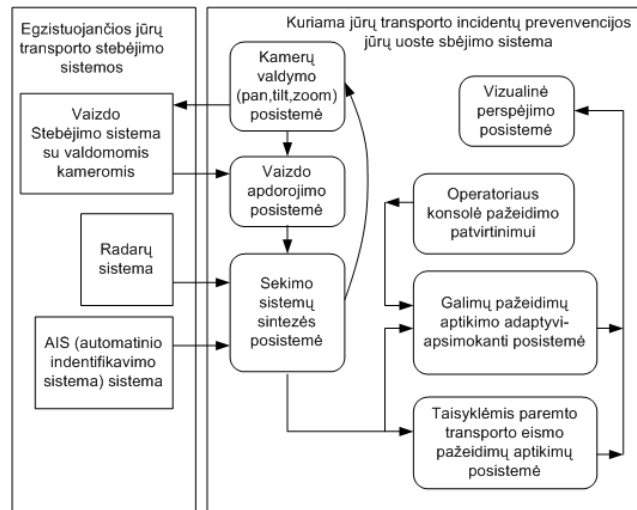 Egzistuojančios jūrų
transporto stebėjimo
sistemos
Vaizdo
Stebėjimo sistema
su valdomomis
kameromis
Radarų
sistema
AIS (automatinio
indentifikavimo
sistema) sistema
Kuriama jūrų transporto incidentų prevenvencijos
jūrų uoste sbėjimo sistema
Kamerų
valdymo
(pan,tilt,zoom)
posistemė
Vaizdo
apdorojimo
posistemė
Sekimo
sistemų
sintezės
posistemė
Vizualinė
perspėjimo
posistemė
Operatoriaus
konsolė pažeidimo
patvirtinimui
Galimų pažeidimų
aptikimo adaptyvi-
apsimokanti posistemė
Taisyklėmis paremto
transporto eismo
pažeidimų aptikimų
posistemė